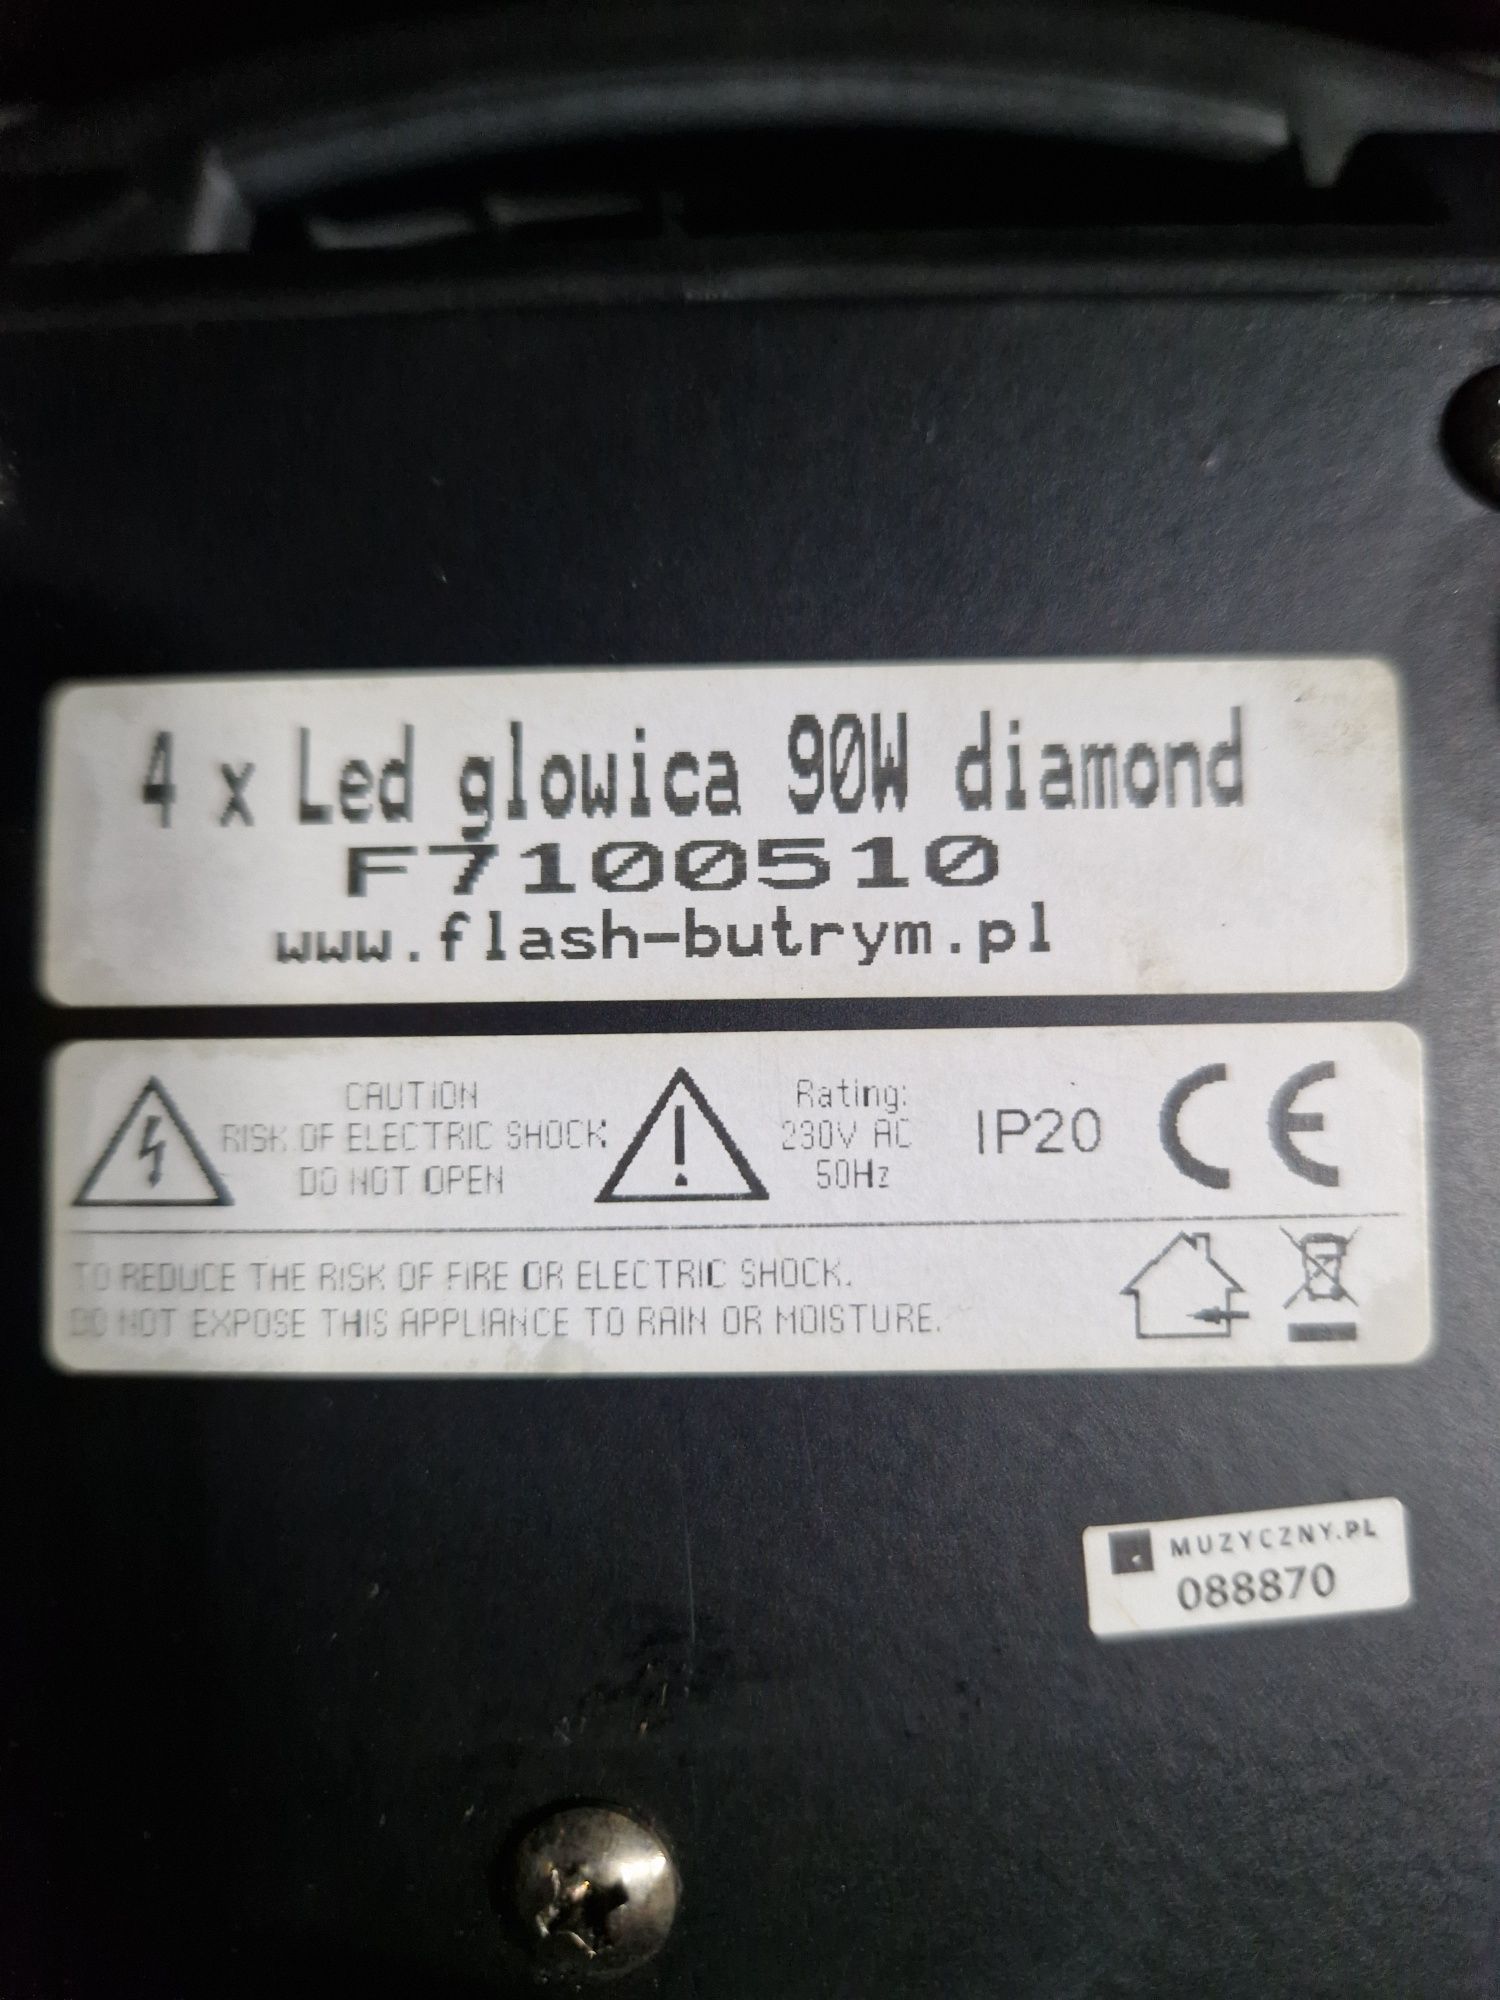 4 x Led glowica 90W diamond
F7100510
www.flash-butrym.pl
CAUTION
RISK OF ELECTRIC SHOCK
DO NOT OPEN
Rating:
230V AC
50Hz
IP20
CE
TO REDUCE THE RISK OF FIRE OR ELECTRIC SHOCK.
DO NOT EXPOSE THIS APPLIANCE TO RAIN OR MOISTURE.
MUZYCZNY.PL
088870